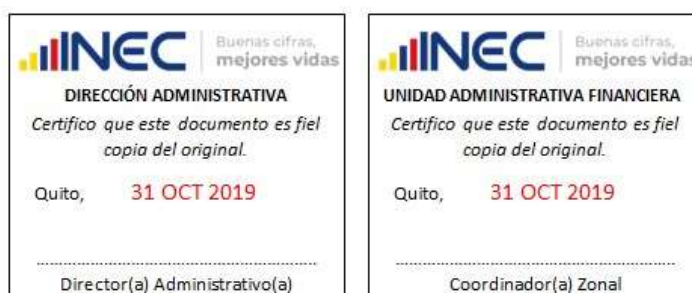 INEC Buenas cifras,
mejores vidas
DIRECCIÓN ADMINISTRATIVA
Certifico que este documento es fiel
copia del original.
Quito, 31 OCT 2019
Director(a) Administrativo(a)
INEC Buenas cifras,
mejores vidas
UNIDAD ADMINISTRATIVA FINANCIERA
Certifico que este documento es fiel
copia del original.
Quito, 31 OCT 2019
Coordinador(a) Zonal